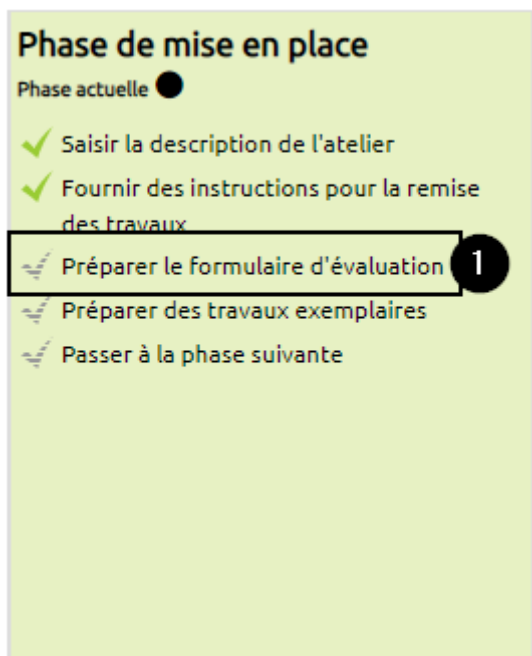 Phase de mise en place
Phase actuelle
Saisir la description de l'atelier
Fournir des instructions pour la remise
des travaux
Préparer le formulaire d'évaluation
1
Préparer des travaux exemplaires
Passer à la phase suivante